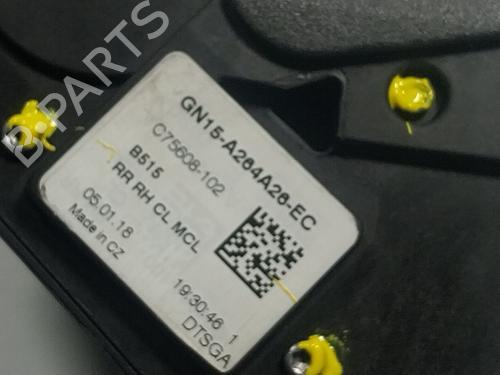 GN15-A264A26-EC
C75608-102
B515
RR RH CL MCL
05.01.18 19:30:46 1
Made in CZ DTSGA
B-PARTS